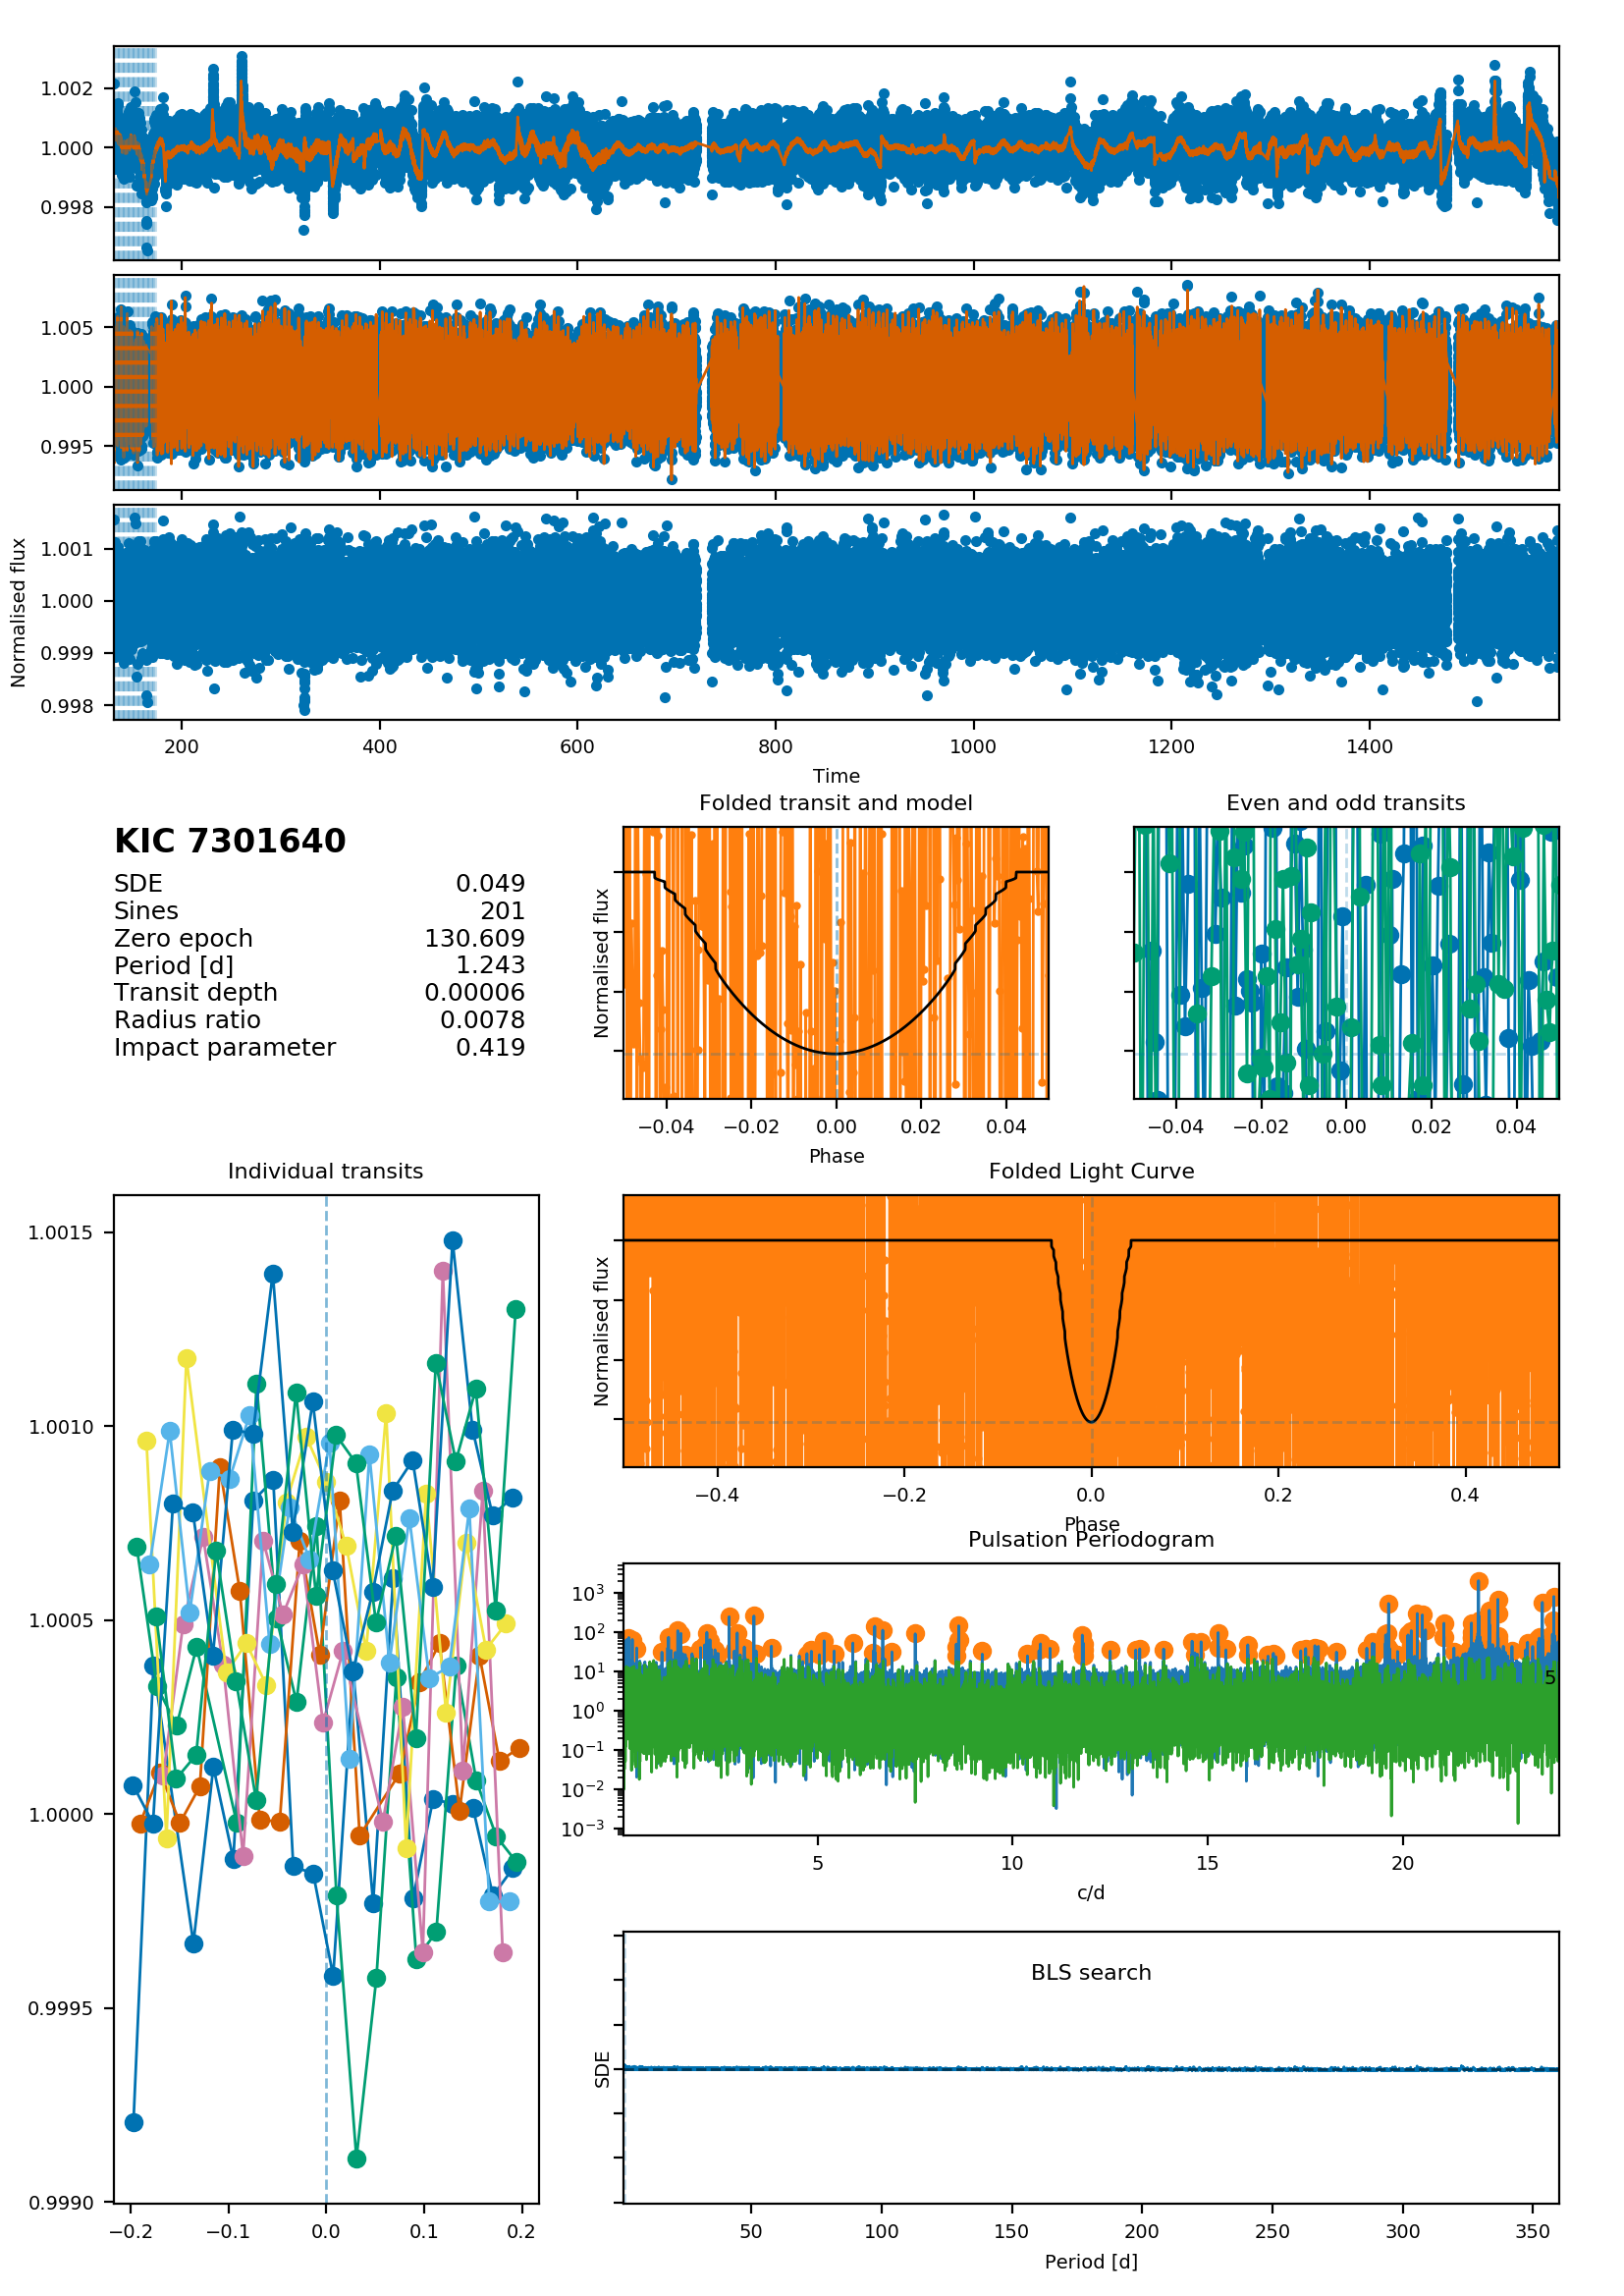 1.002
1.000
0.998
1.005
1.000
0.995
Normalised flux
1.001
1.000
0.999
0.998
200 400 600 800 1000 1200 1400
Time
KIC 7301640
SDE 0.049
Sines 201
Zero epoch 130.609
Period [d] 1.243
Transit depth 0.00006
Radius ratio 0.0078
Impact parameter 0.419
Folded transit and model
Normalised flux
−0.04 −0.02 0.00 0.02 0.04
Phase
Even and odd transits
−0.04 −0.02 0.00 0.02 0.04
Individual transits
1.0015
1.0010
1.0005
1.0000
0.9995
0.9990
−0.2 −0.1 0.0 0.1 0.2
Folded Light Curve
Normalised flux
−0.4 −0.2 0.0 0.2 0.4
Phase
Pulsation Periodogram
10³
10²
10¹
10⁰
10⁻¹
10⁻²
10⁻³
5
5 10 15 20
c/d
BLS search
SDE
50 100 150 200 250 300 350
Period [d]